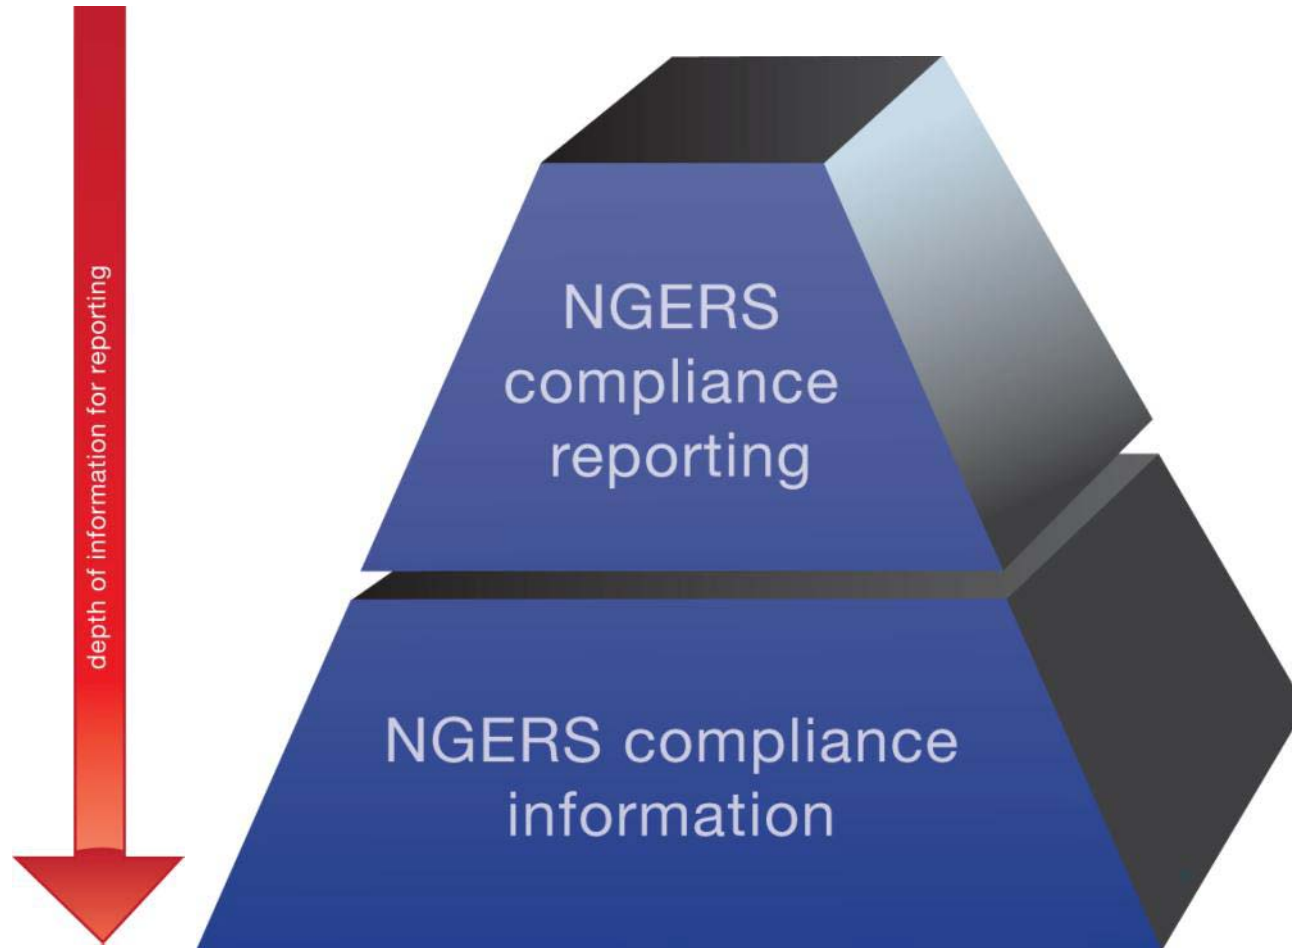 depth of information for reporting
NGERS
compliance
reporting
NGERS compliance
information